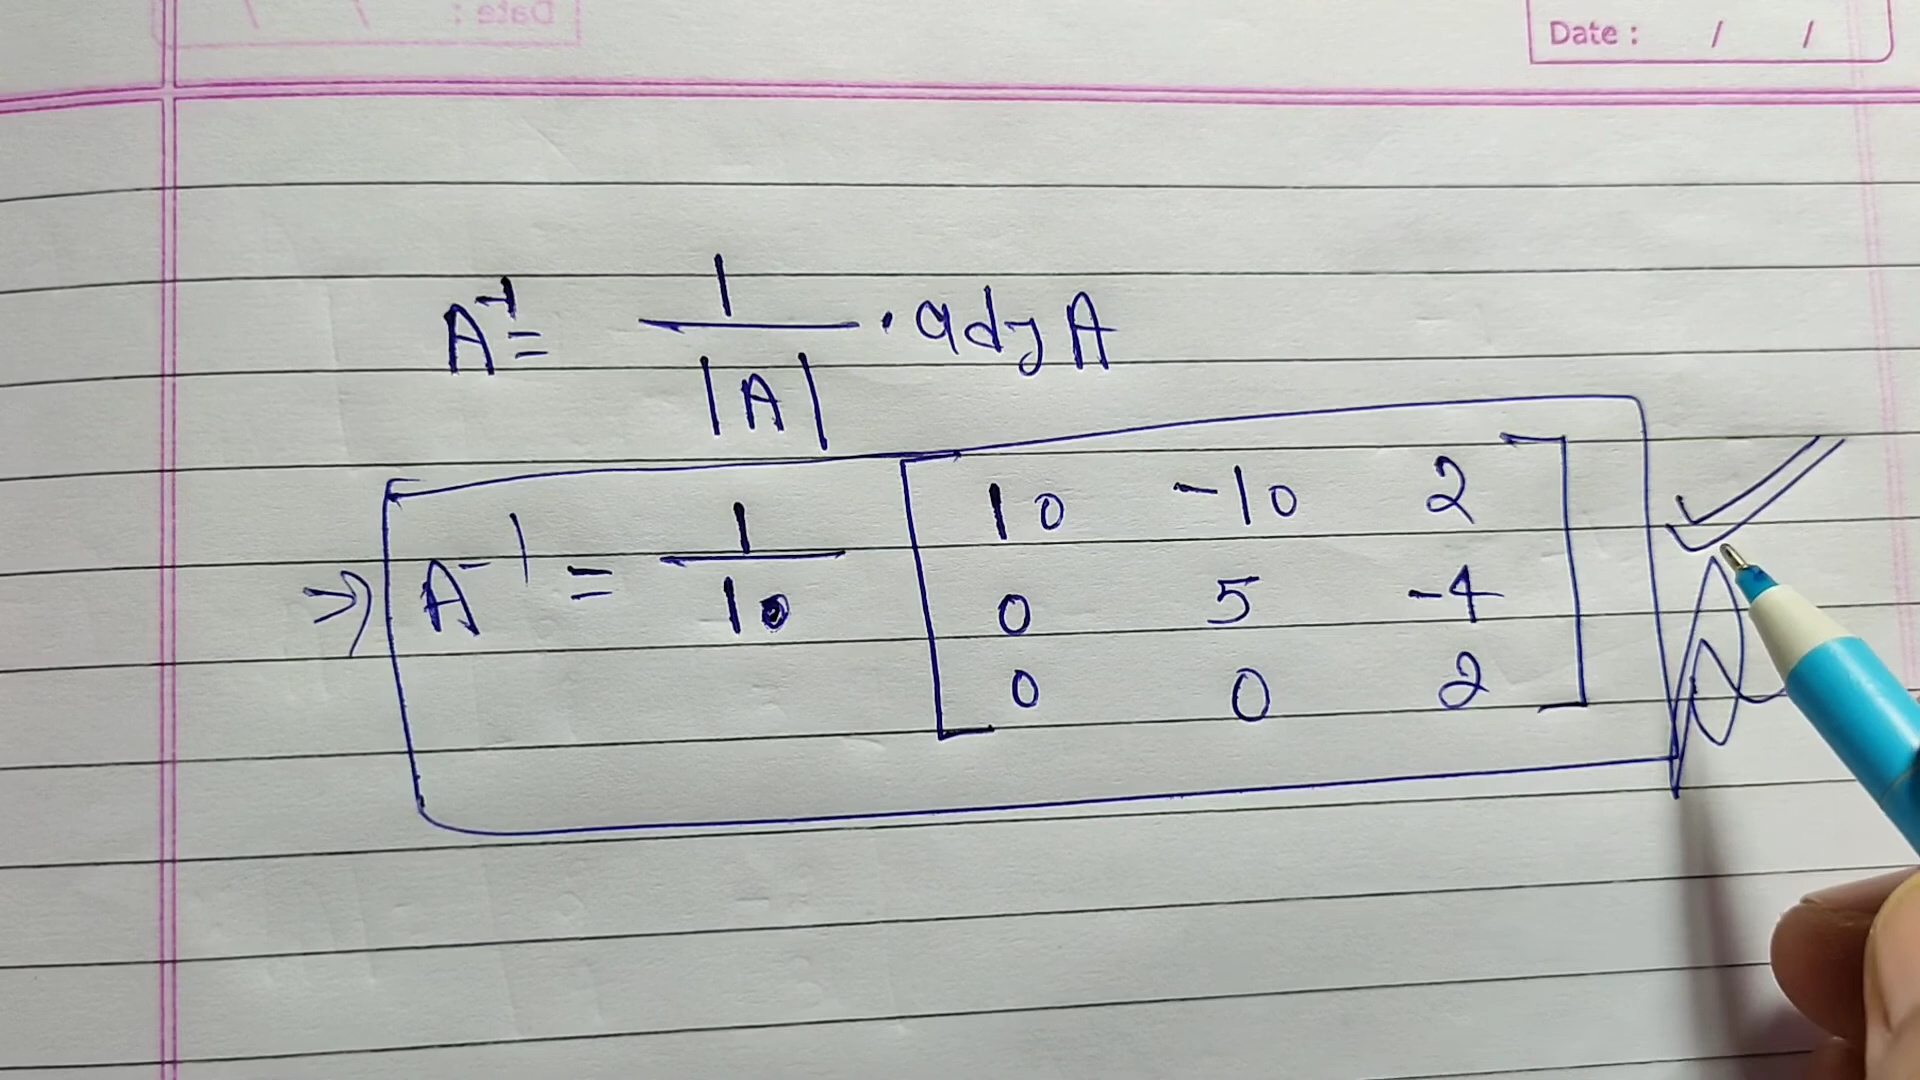 Date : / /
A⁻¹ = 1/|A| · adj A
⇒ A⁻¹ = 1/10 [10 -10 2
0 5 -4
0 0 2]